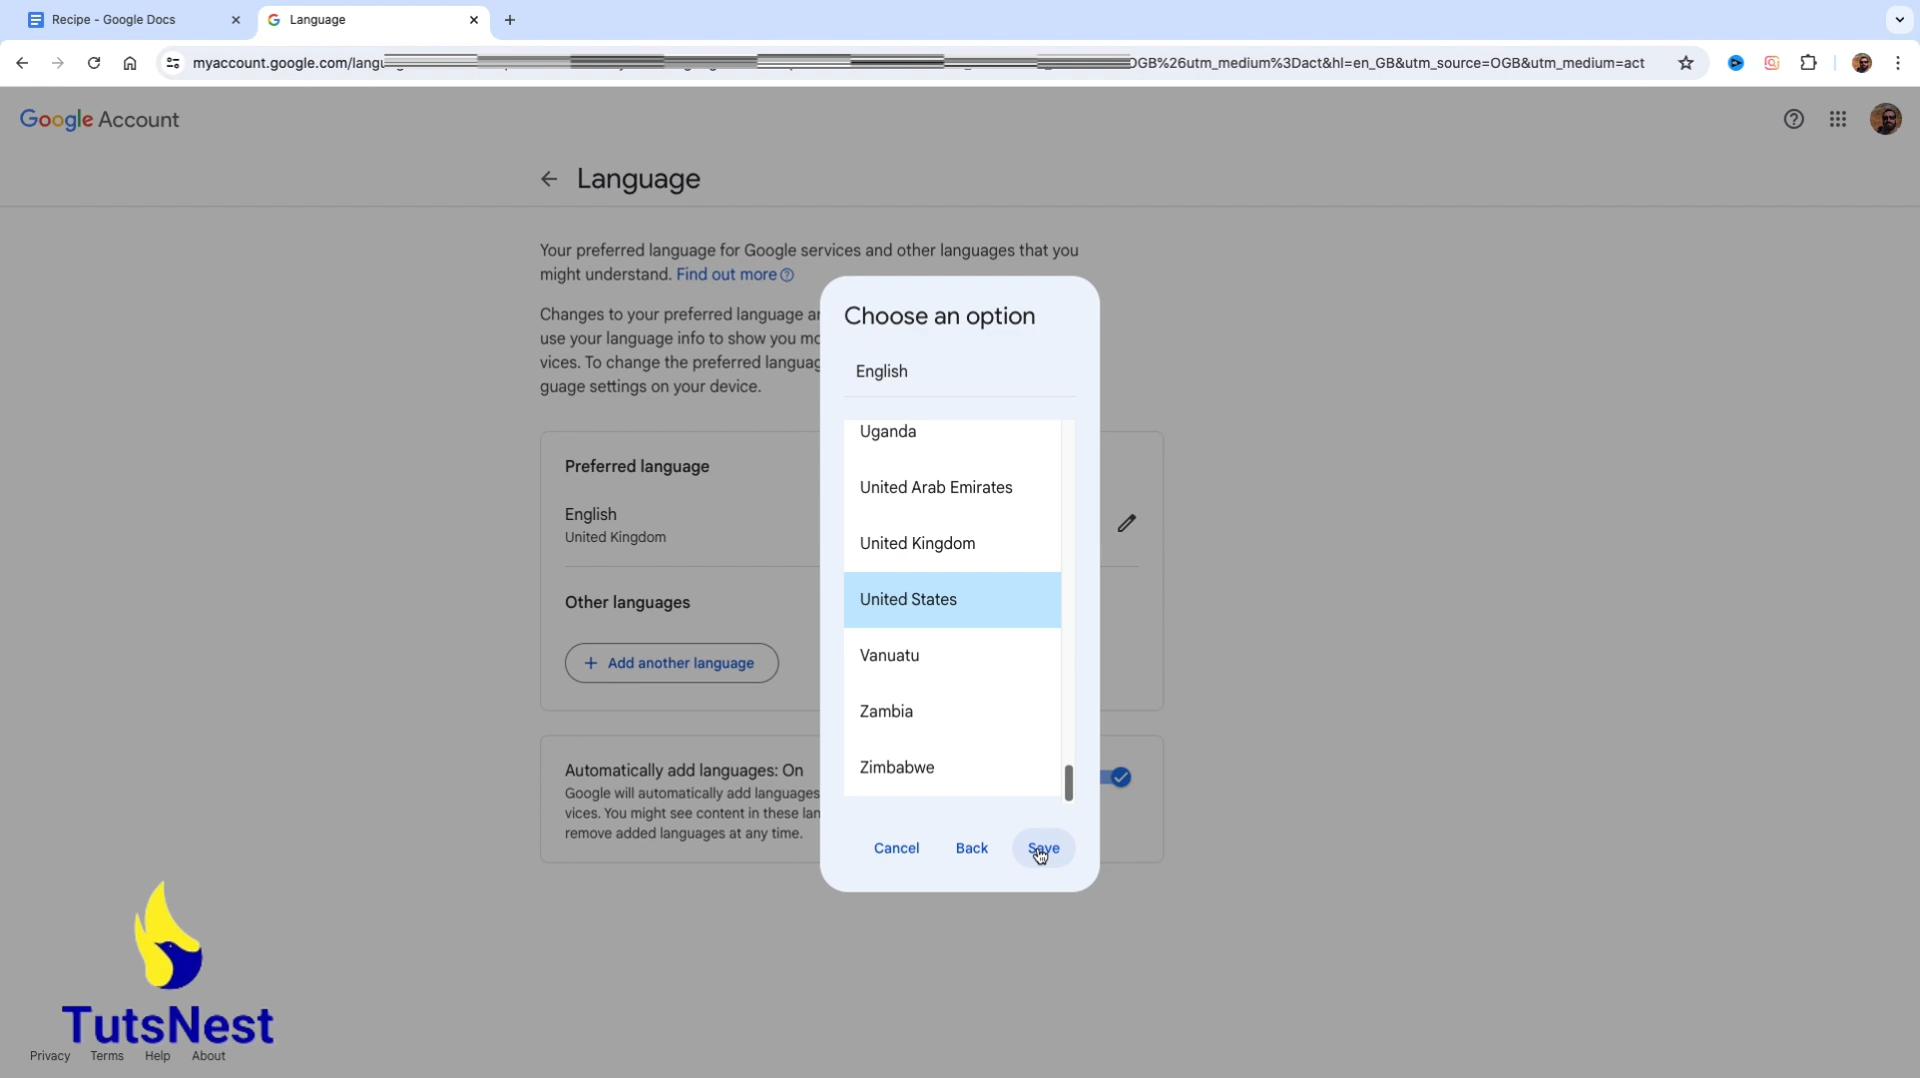 Recipe - Google Docs
Language
myaccount.google.com/langu
OGB%26utm_medium%3Dact&hl=en_GB&utm_source=OGB&utm_medium=act
Google Account
Language
Your preferred language for Google services and other languages that you
might understand. Find out more
Changes to your preferred language
use your language info to show you
vices. To change the preferred
guage settings on your device.
Preferred language
English
United Kingdom
Other languages
+ Add another language
Automatically add languages: On
Google will automatically add languages
vices. You might see content in these
remove added languages at any time.
Choose an option
English
Uganda
United Arab Emirates
United Kingdom
United States
Vanuatu
Zambia
Zimbabwe
Cancel Back Save
TutsNest
Privacy Terms Help About